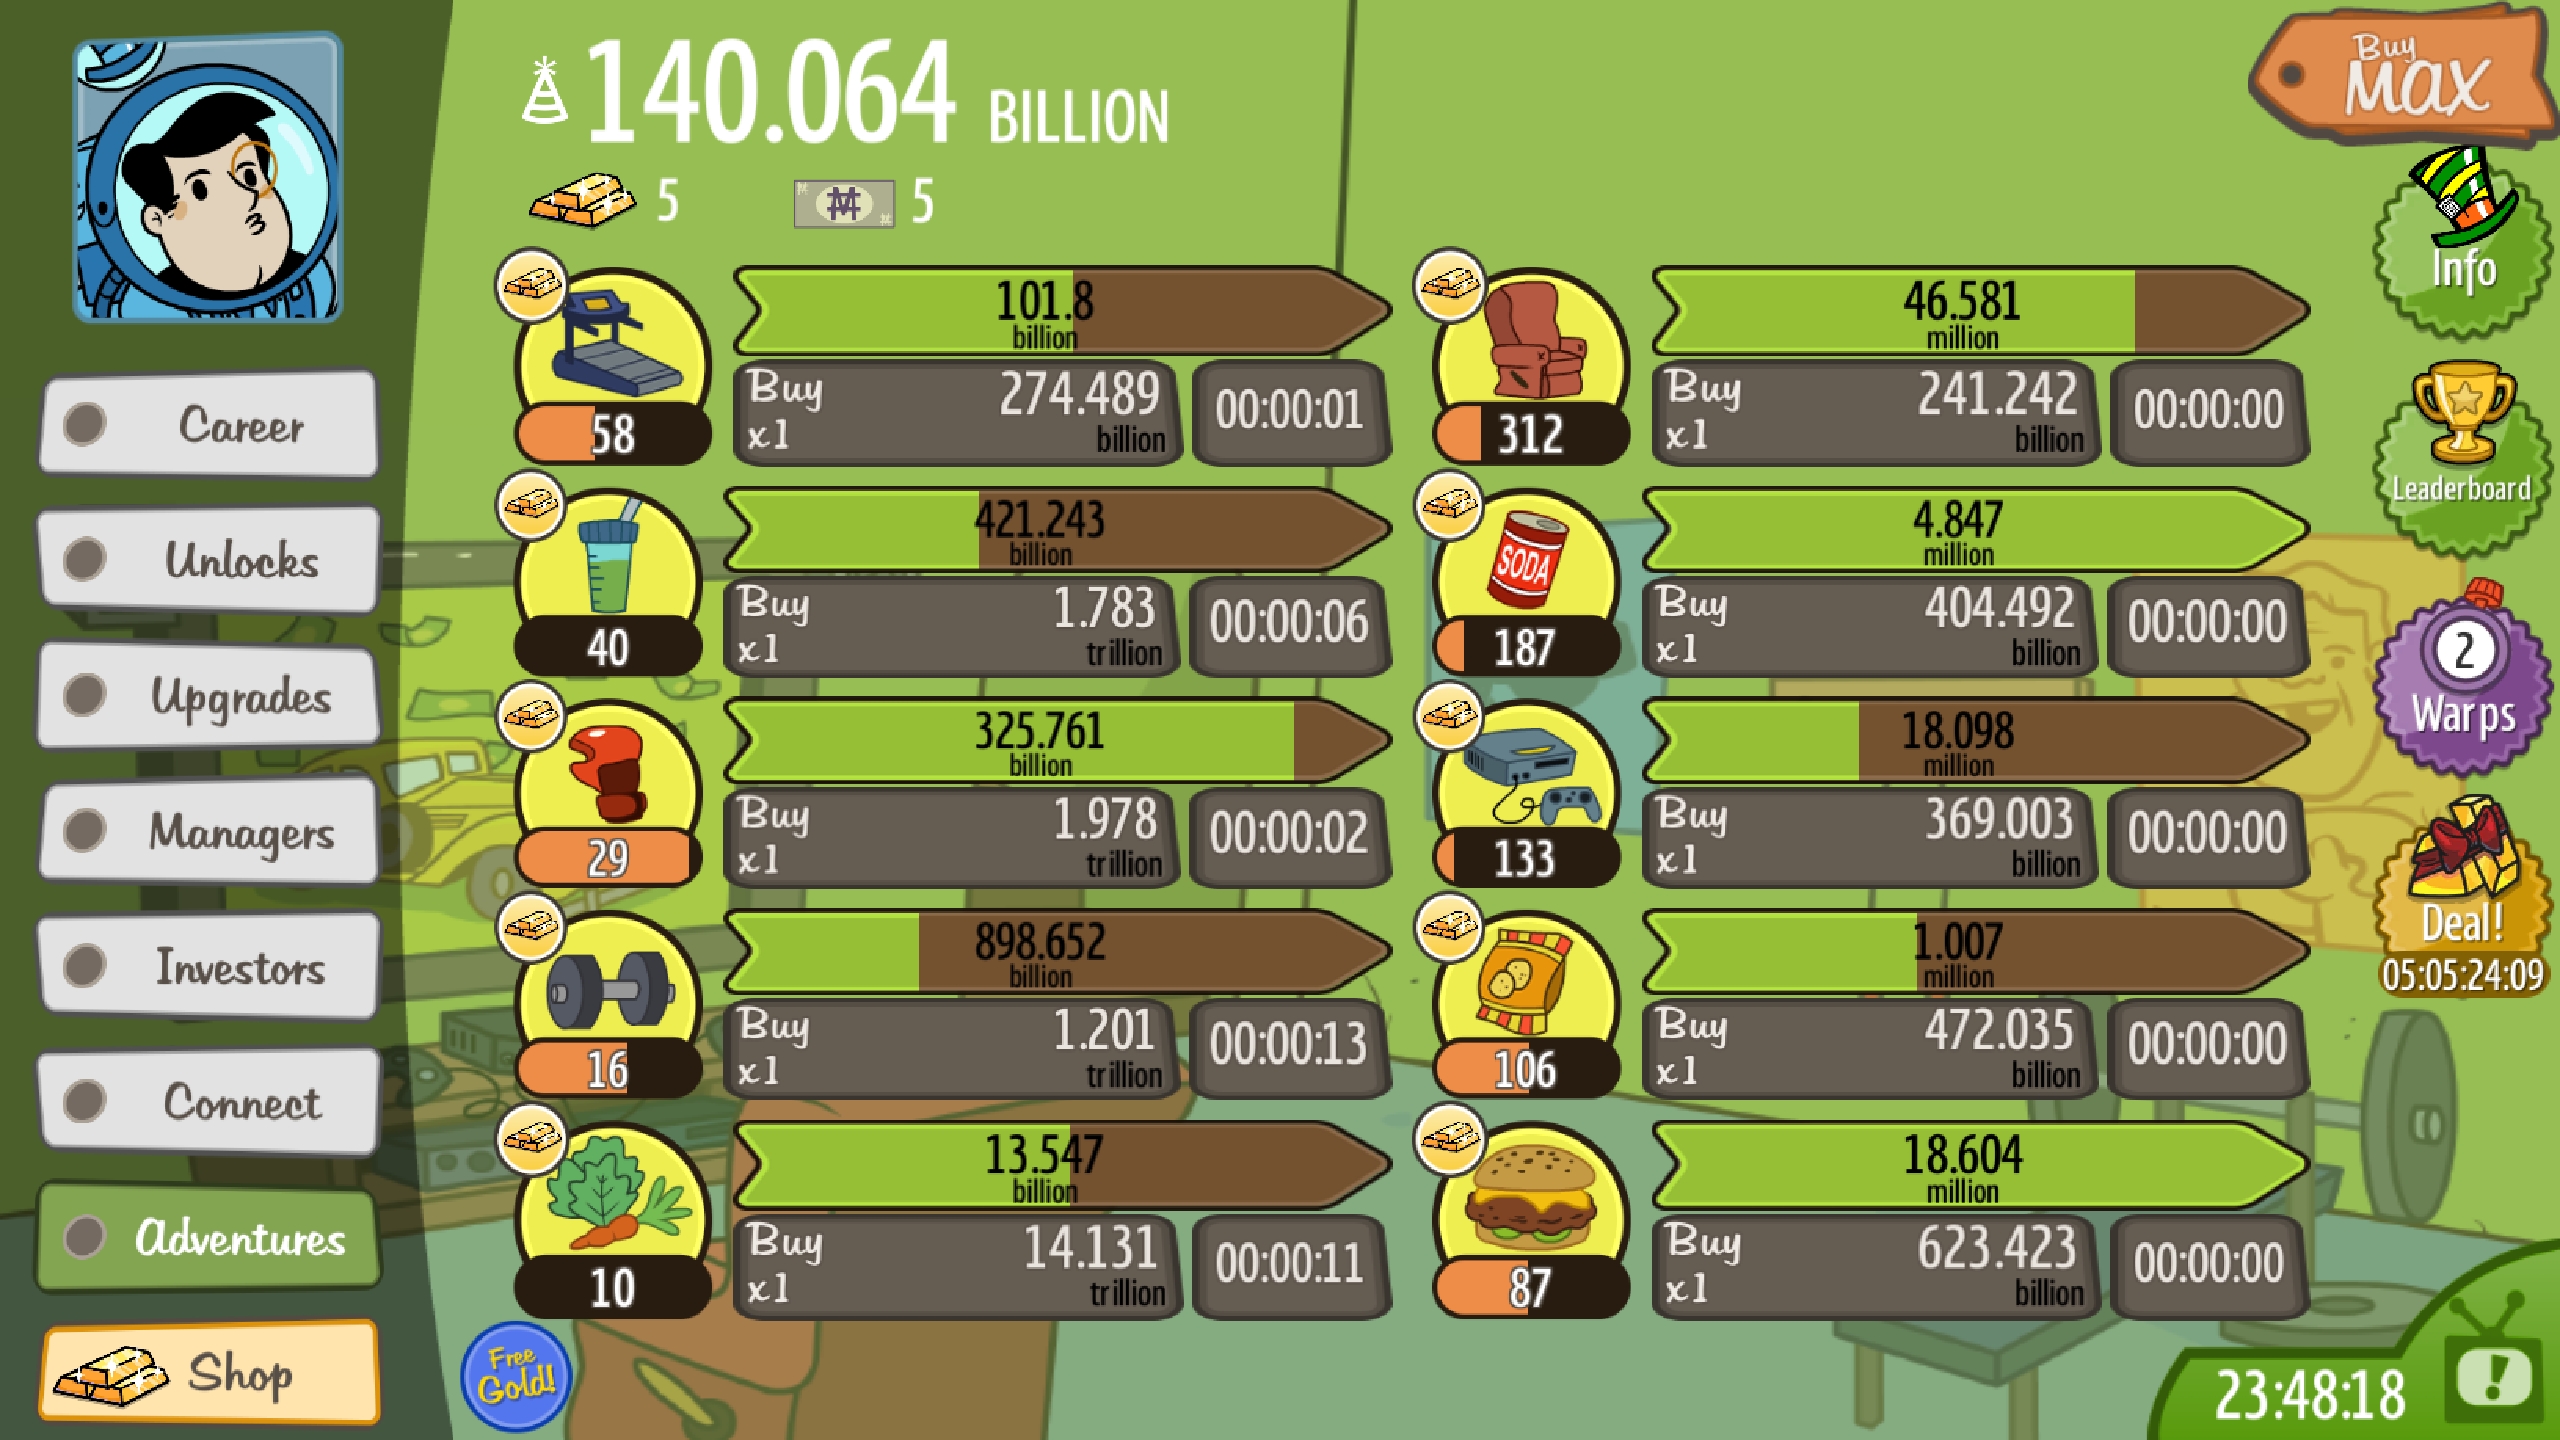 140.064 BILLION
5
5
Buy
MAX
Info
Leaderboard
2
Warps
Deal!
05:05:24:09
Career
Unlocks
Upgrades
Managers
Investors
Connect
Adventures
Shop
58
101.8
billion
Buy
x1
274.489
billion
00:00:01
40
421.243
billion
Buy
x1
1.783
trillion
00:00:06
29
325.761
billion
Buy
x1
1.978
trillion
00:00:02
16
898.652
billion
Buy
x1
1.201
trillion
00:00:13
10
13.547
billion
Buy
x1
14.131
trillion
00:00:11
312
46.581
million
Buy
x1
241.242
billion
00:00:00
SODA
187
4.847
million
Buy
x1
404.492
billion
00:00:00
133
18.098
million
Buy
x1
369.003
billion
00:00:00
106
1.007
million
Buy
x1
472.035
billion
00:00:00
87
18.604
million
Buy
x1
623.423
billion
00:00:00
Free
Gold!
23:48:18
!